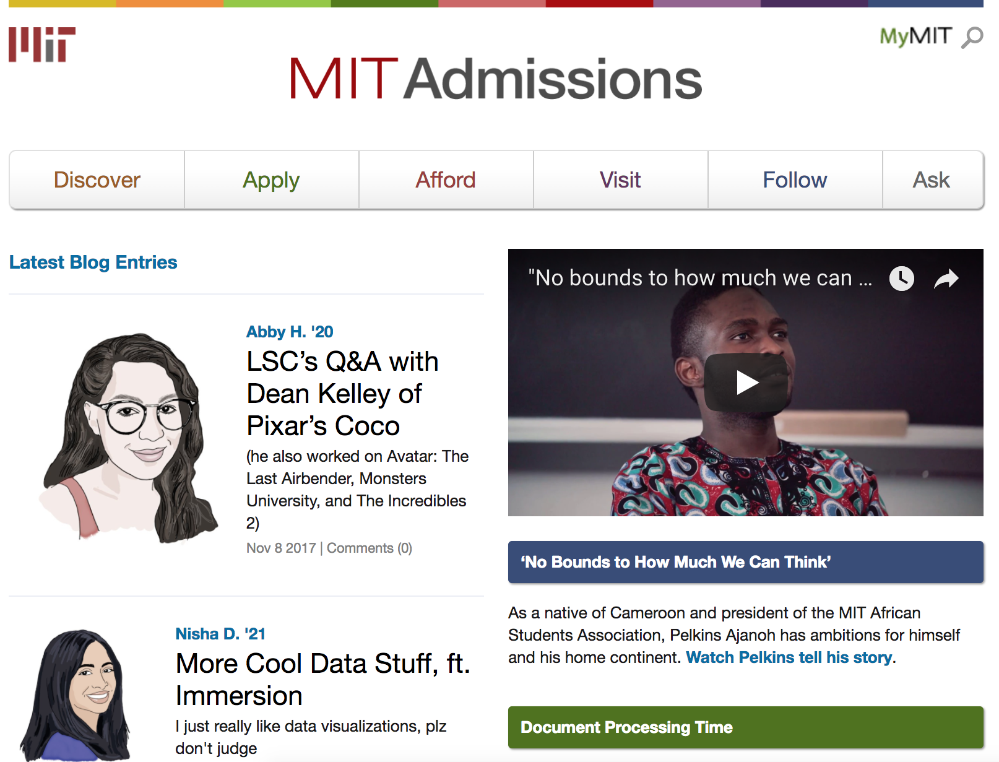 MIT
MyMIT
MIT Admissions
Discover
Apply
Afford
Visit
Follow
Ask
Latest Blog Entries
Abby H. '20
LSC’s Q&A with
Dean Kelley of
Pixar’s Coco
(he also worked on Avatar: The
Last Airbender, Monsters
University, and The Incredibles
2)
Nov 8 2017 | Comments (0)
Nisha D. '21
More Cool Data Stuff, ft.
Immersion
I just really like data visualizations, plz
don't judge
"No bounds to how much we can ...
‘No Bounds to How Much We Can Think’
As a native of Cameroon and president of the MIT African
Students Association, Pelkins Ajanoh has ambitions for himself
and his home continent. Watch Pelkins tell his story.
Document Processing Time